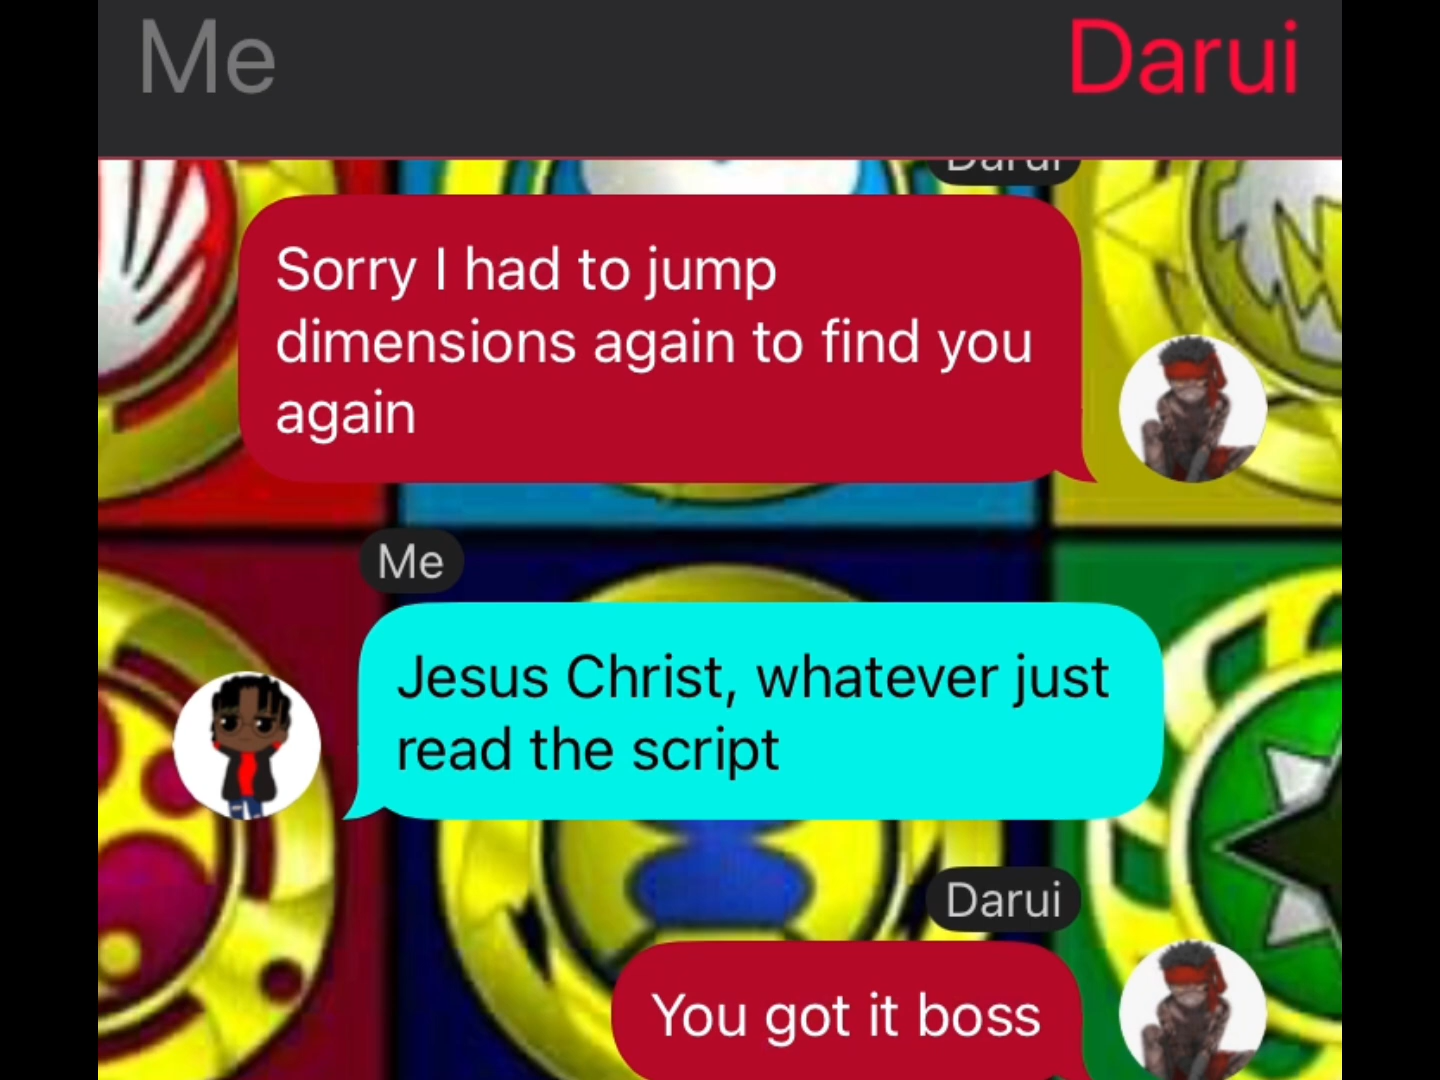 Me
Darui
Darui
Sorry I had to jump
dimensions again to find you
again
Me
Jesus Christ, whatever just
read the script
Darui
You got it boss